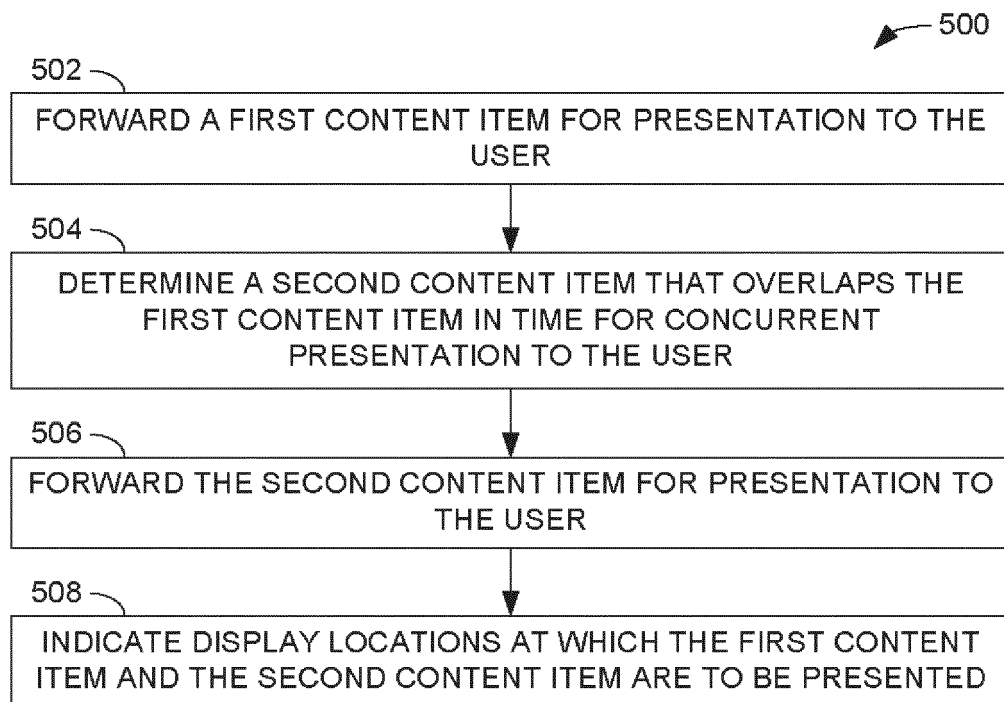 500
502
FORWARD A FIRST CONTENT ITEM FOR PRESENTATION TO THE
USER
504
DETERMINE A SECOND CONTENT ITEM THAT OVERLAPS THE
FIRST CONTENT ITEM IN TIME FOR CONCURRENT
PRESENTATION TO THE USER
506
FORWARD THE SECOND CONTENT ITEM FOR PRESENTATION TO
THE USER
508
INDICATE DISPLAY LOCATIONS AT WHICH THE FIRST CONTENT
ITEM AND THE SECOND CONTENT ITEM ARE TO BE PRESENTED